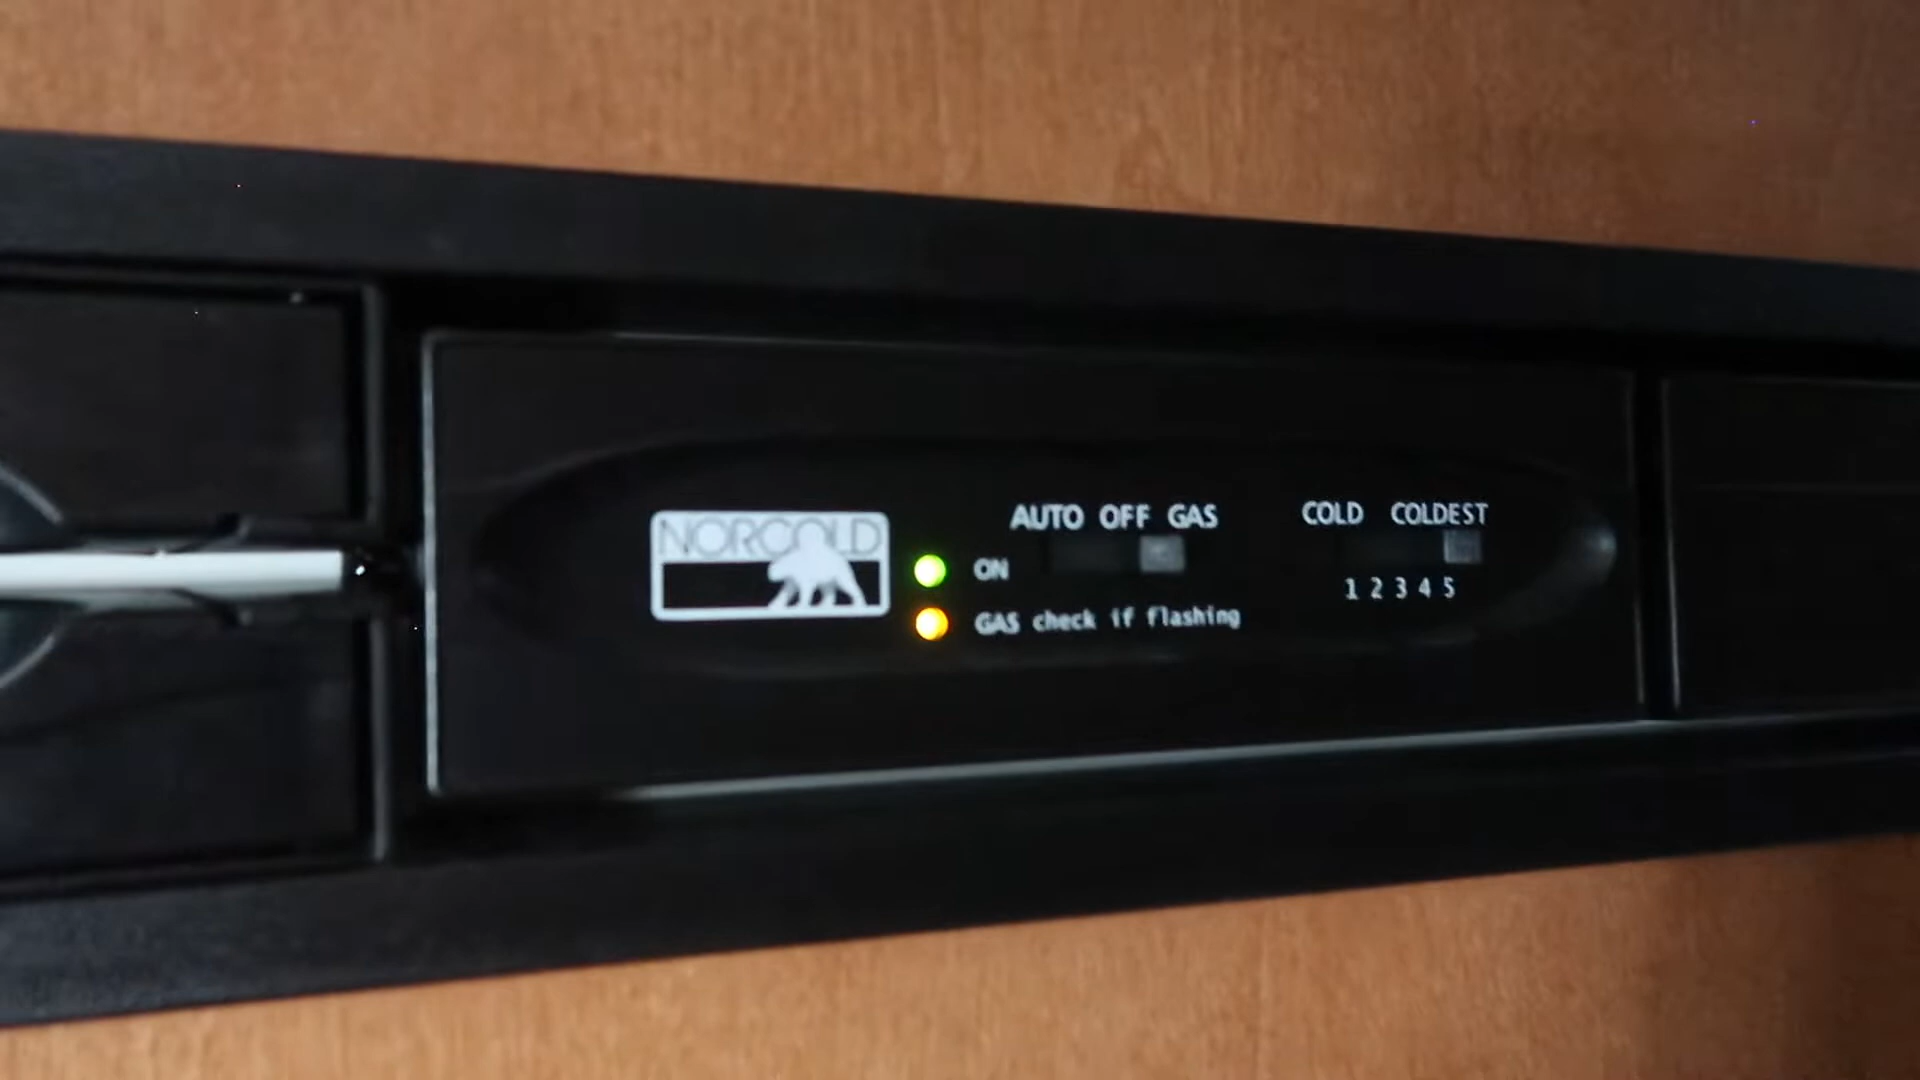 NORCOLD
AUTO OFF GAS
ON
GAS check if flashing
COLD COLDEST
1 2 3 4 5